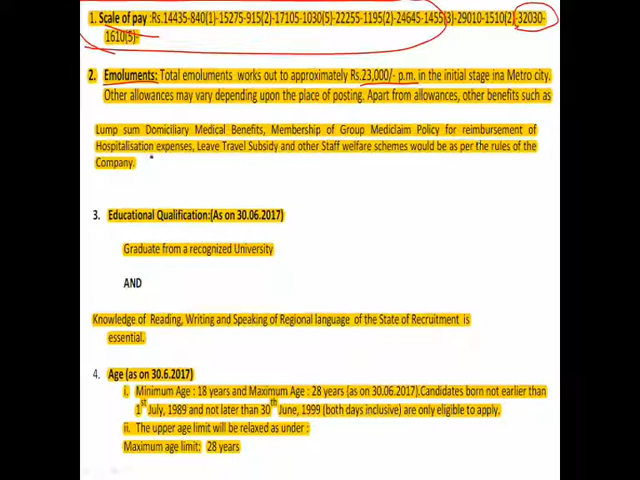 1. Scale of pay :Rs.14435-840(1)-15275-915(2)-17105-1030(5)-22255-1195(2)-24645-1455(3)-29010-1510(2)-32030-
1610(5)-
2. Emoluments: Total emoluments works out to approximately Rs.23,000/- p.m. in the initial stage ina Metro city.
Other allowances may vary depending upon the place of posting. Apart from allowances, other benefits such as
Lump sum Domiciliary Medical Benefits, Membership of Group Mediclaim Policy for reimbursement of
Hospitalisation expenses, Leave Travel Subsidy and other Staff welfare schemes would be as per the rules of the
Company.
3. Educational Qualification:(As on 30.06.2017)
Graduate from a recognized University
AND
Knowledge of Reading, Writing and Speaking of Regional language of the State of Recruitment is
essential.
4. Age (as on 30.6.2017)
i. Minimum Age : 18 years and Maximum Age : 28 years (as on 30.06.2017).Candidates born not earlier than
1st July, 1989 and not later than 30th June, 1999 (both days inclusive) are only eligible to apply.
ii. The upper age limit will be relaxed as under :
Maximum age limit: 28 years